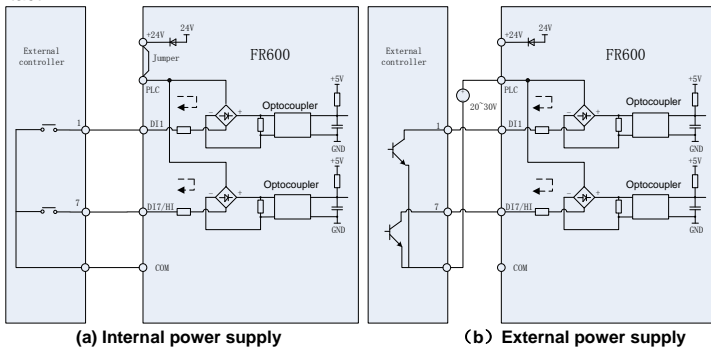 +24V
24V
Jumper
FR600
External
controller
PLC
+5V
Optocoupler
1
DI1
-
+
GND
+5V
Optocoupler
7
DI7/HI
-
+
GND
COM
(a) Internal power supply
+24V
24V
FR600
External
controller
PLC
20~30V
+5V
Optocoupler
1
DI1
-
+
GND
+5V
Optocoupler
7
DI7/HI
-
+
GND
COM
（b）External power supply